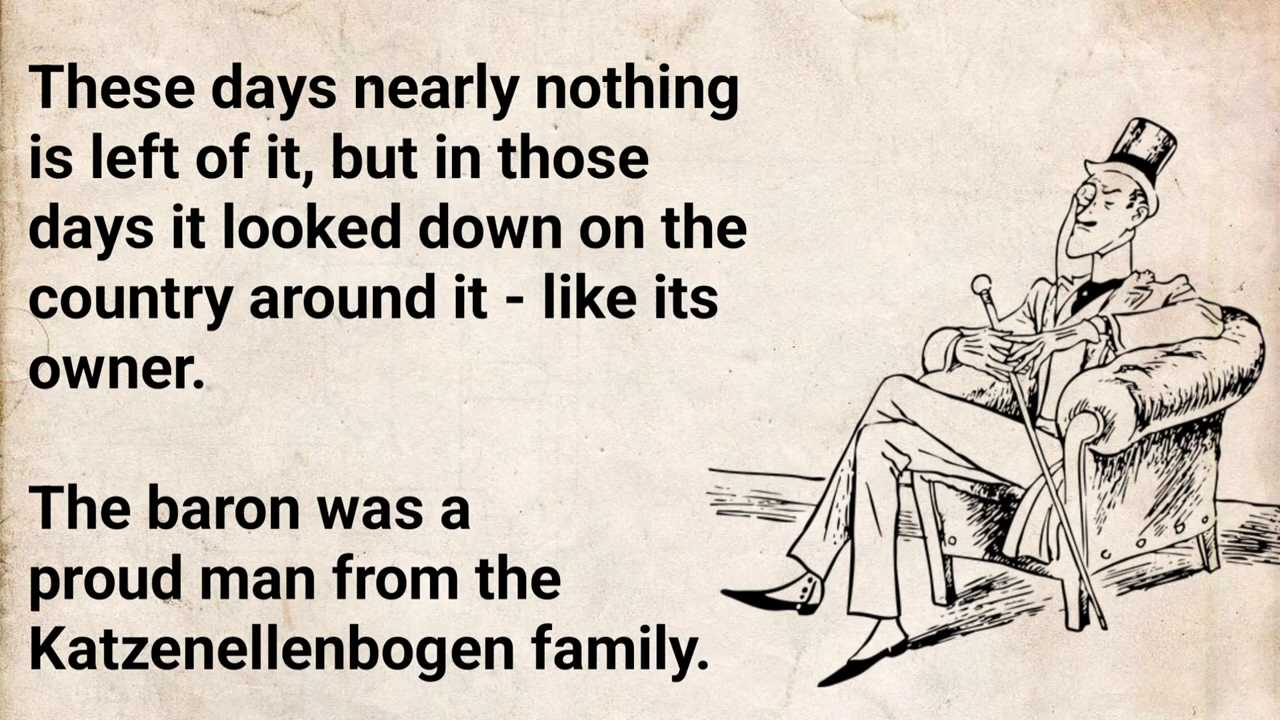 These days nearly nothing
is left of it, but in those
days it looked down on the
country around it - like its
owner.
The baron was a
proud man from the
Katzenellenbogen family.